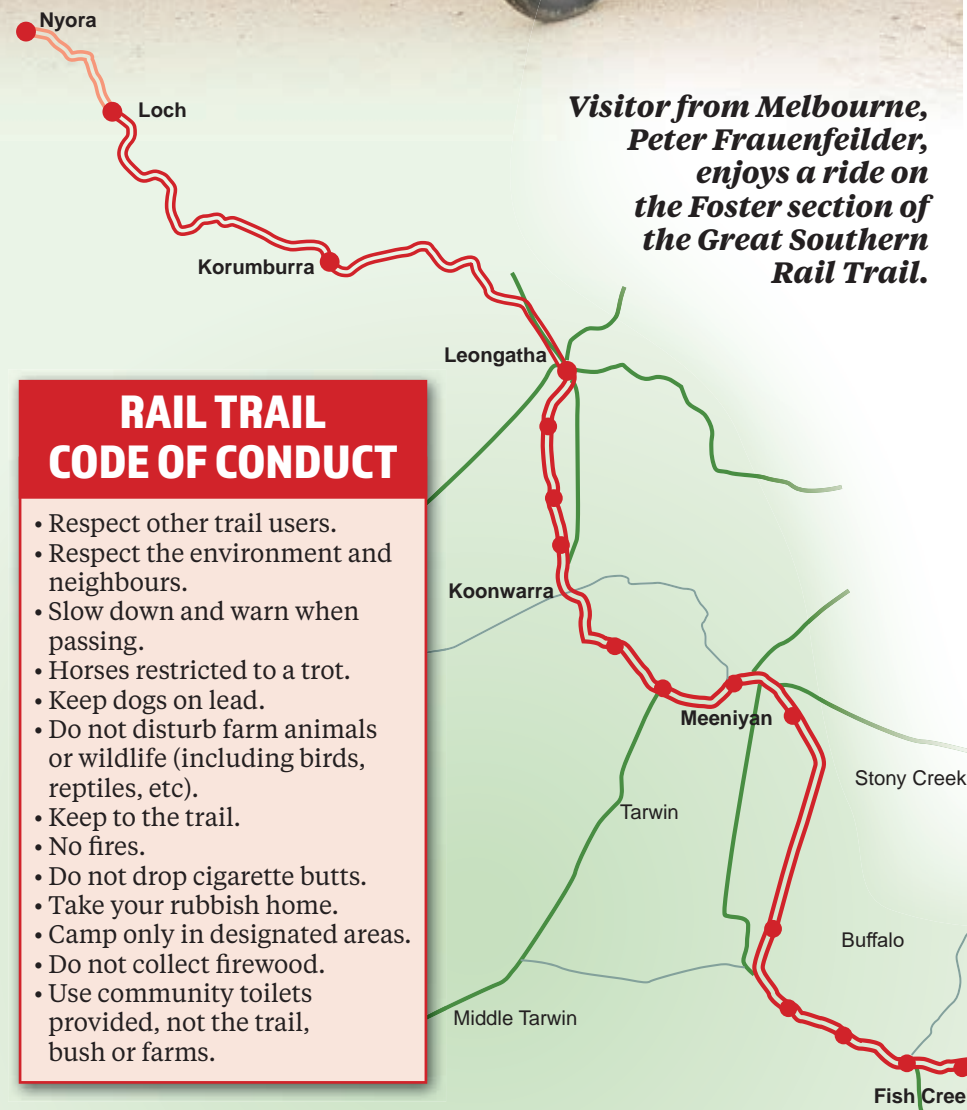 Nyora
Loch
Visitor from Melbourne,
Peter Frauenfeilder,
enjoys a ride on
the Foster section of
the Great Southern
Rail Trail.
Korumburra
Leongatha
RAIL TRAIL
CODE OF CONDUCT
• Respect other trail users.
• Respect the environment and
neighbours.
• Slow down and warn when
passing.
• Horses restricted to a trot.
• Keep dogs on lead.
• Do not disturb farm animals
or wildlife (including birds,
reptiles, etc).
• Keep to the trail.
• No fires.
• Do not drop cigarette butts.
• Take your rubbish home.
• Camp only in designated areas.
• Do not collect firewood.
• Use community toilets
provided, not the trail,
bush or farms.
Koonwarra
Meeniyan
Stony Creek
Tarwin
Buffalo
Middle Tarwin
Fish Cree